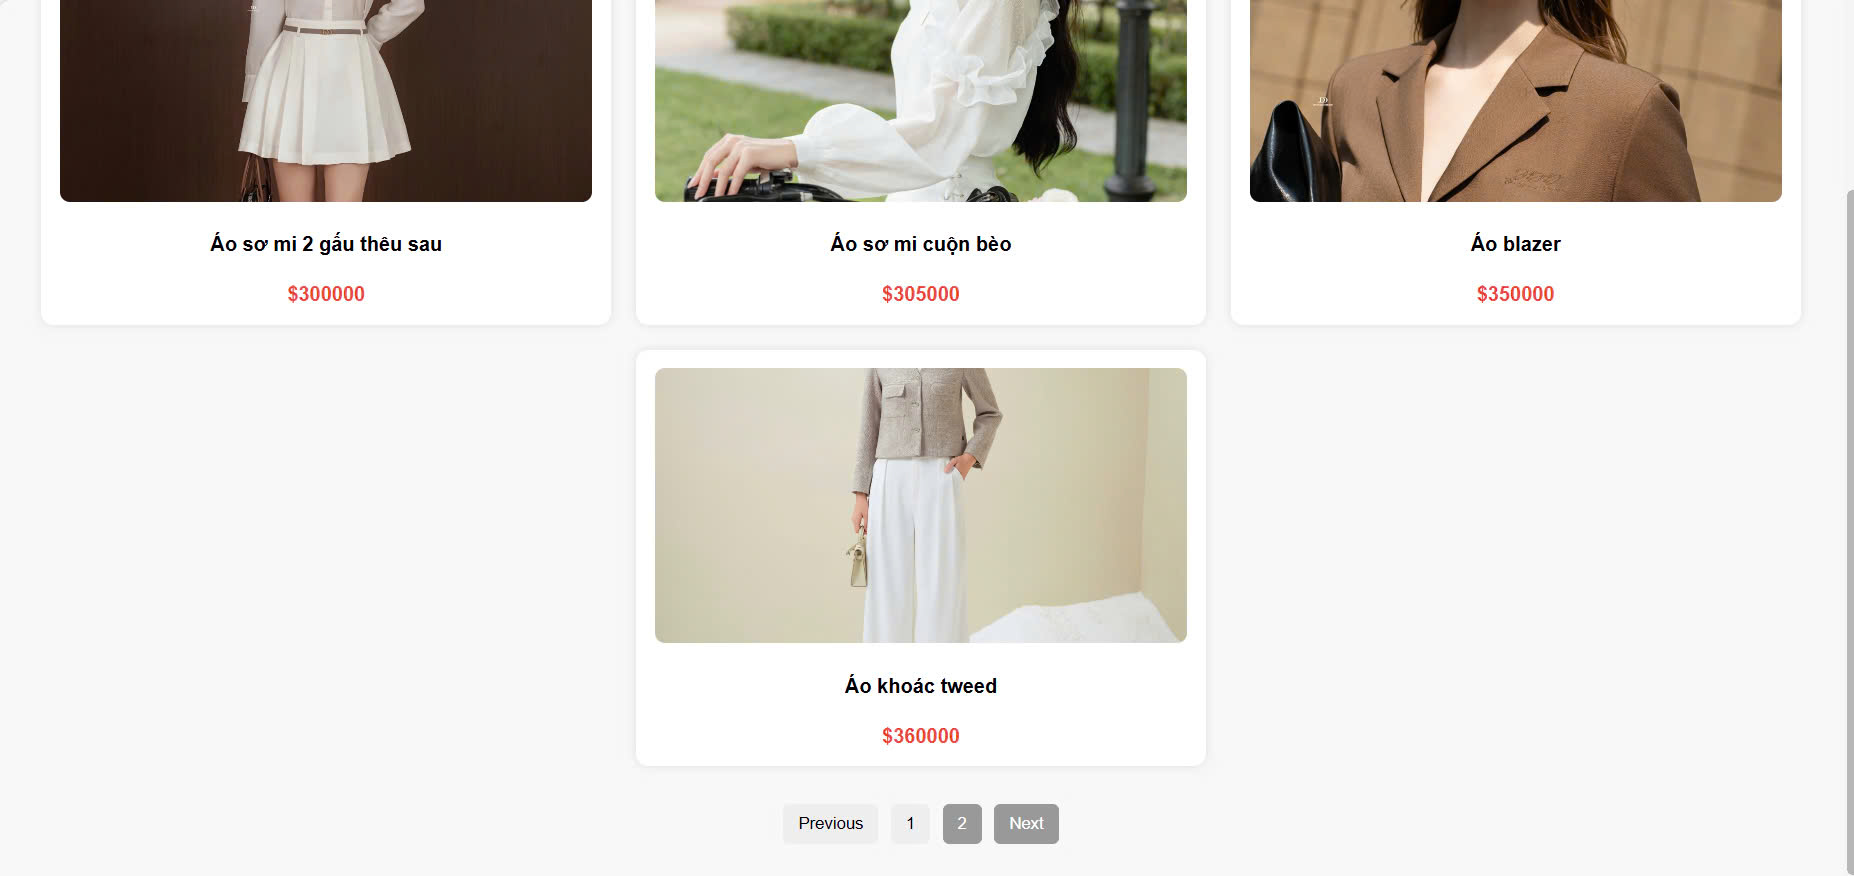 Áo sơ mi 2 gấu thêu sau
$300000
Áo sơ mi cuộn bèo
$305000
Áo blazer
$350000
Áo khoác tweed
$360000
Previous 1 2 Next